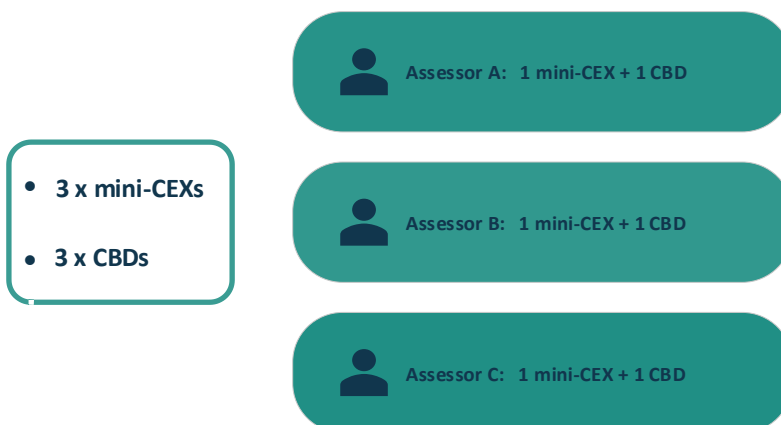 Assessor A: 1 mini-CEX + 1 CBD
• 3 x mini-CEXs
Assessor B: 1 mini-CEX + 1 CBD
• 3 x CBDs
Assessor C: 1 mini-CEX + 1 CBD